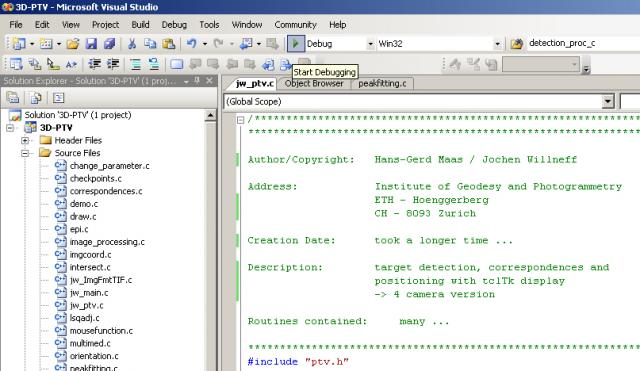 3D-PTV - Microsoft Visual Studio
File Edit View Project Build Debug Tools Window Community Help
Debug Win32 detection_proc_c
Start Debugging
Solution Explorer - Solution '3D-PTV' (1 proj...
jw_ptv.c Object Browser peakfitting.c
(Global Scope)
Solution '3D-PTV' (1 project)
3D-PTV
Header Files
Source Files
change_parameter.c
checkpoints.c
correspondences.c
demo.c
draw.c
epi.c
image_processing.c
imgcoord.c
intersect.c
jw_ImgFmtTIF.c
jw_main.c
jw_ptv.c
lsqadj.c
mousefunction.c
multimed.c
orientation.c
peakfitting.c
Author/Copyright: Hans-Gerd Maas / Jochen Willneff
Address: Institute of Geodesy and Photogrammetry
ETH - Hoenggerberg
CH - 8093 Zurich
Creation Date: took a longer time ...
Description: target detection, correspondences and
positioning with tclTk display
-> 4 camera version
Routines contained: many ...
#include "ptv.h"